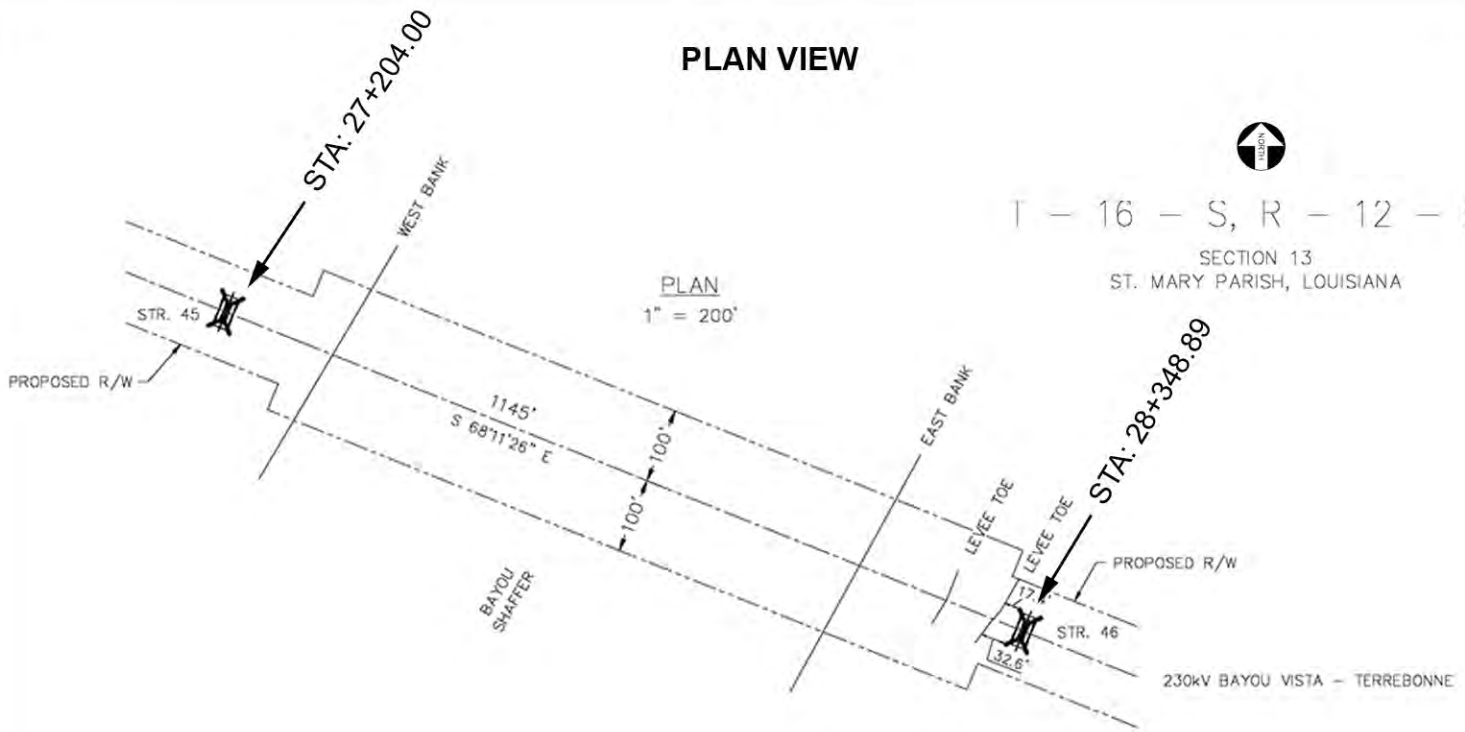 PLAN VIEW
STA: 27+204.00
NORTH
T - 16 - S, R - 12 -
SECTION 13
ST. MARY PARISH, LOUISIANA
WEST BANK
PLAN
1" = 200'
STR. 45
PROPOSED R/W
1145'
S 68°11'26" E
100'
100'
EAST BANK
STA: 28+348.89
LEVEE TOE
LEVEE TOE
PROPOSED R/W
BAYOU
SHAFFER
STR. 46
32.6'
230kV BAYOU VISTA - TERREBONNE